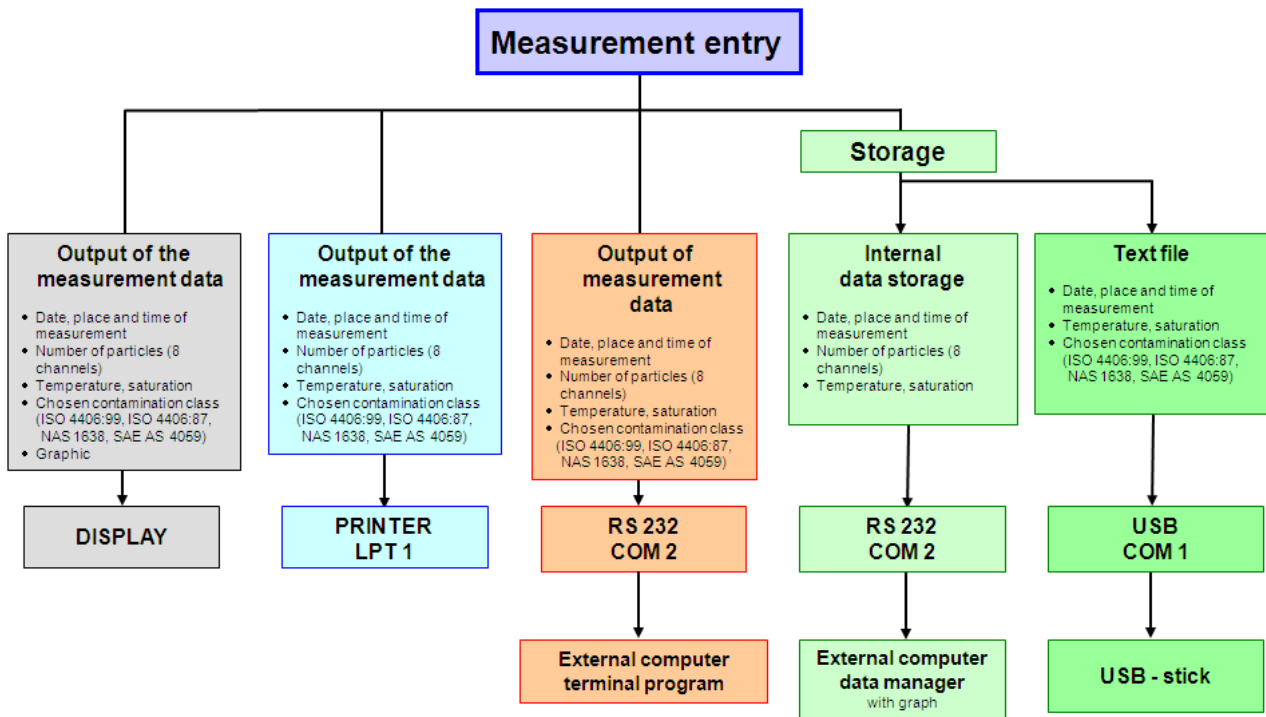 Measurement entry
Storage
Output of the
measurement data
• Date, place and time of
measurement
• Number of particles (8
channels)
• Temperature, saturation
• Chosen contamination class
(ISO 4406:99, ISO 4406:87,
NAS 1638, SAE AS 4059)
• Graphic
DISPLAY
Output of the
measurement data
• Date, place and time of
measurement
• Number of particles (8
channels)
• Temperature, saturation
• Chosen contamination class
(ISO 4406:99, ISO 4406:87,
NAS 1638, SAE AS 4059)
PRINTER
LPT 1
Output of
measurement
data
• Date, place and time of
measurement
• Number of particles (8
channels)
• Temperature, saturation
• Chosen contamination class
(ISO 4406:99, ISO 4406:87,
NAS 1638, SAE AS 4059)
RS 232
COM 2
External computer
terminal program
Internal
data storage
• Date, place and time of
measurement
• Number of particles (8
channels)
• Temperature, saturation
RS 232
COM 2
External computer
data manager
with graph
Text file
• Date, place and time of
measurement
• Temperature, saturation
• Chosen contamination class
(ISO 4406:99, ISO 4406:87,
NAS 1638, SAE AS 4059)
USB
COM 1
USB - stick